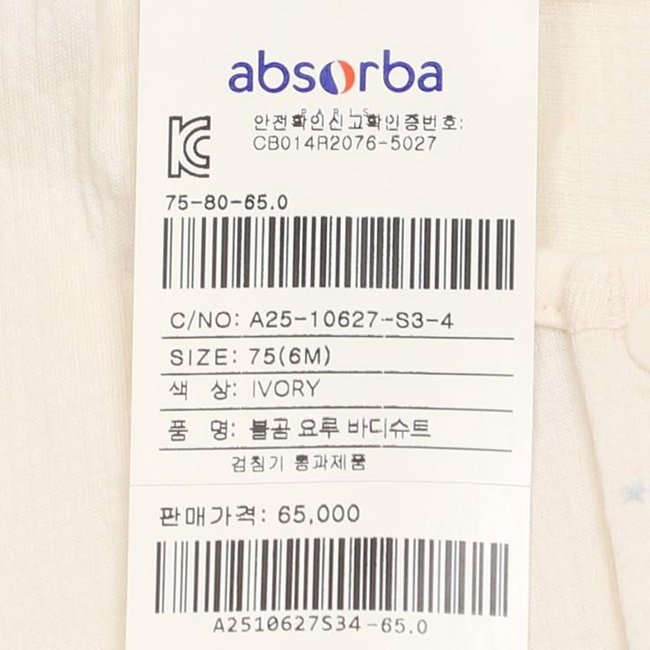 absorba
PARIS
안전확인신고확인증번호:
CB014R2076-5027
75-80-65.0
C/NO: A25-10627-S3-4
SIZE: 75(6M)
색 상: IVORY
품 명: 불곰 요루 바디슈트
검침기 통과제품
판매가격: 65,000
A2510627S34-65.0